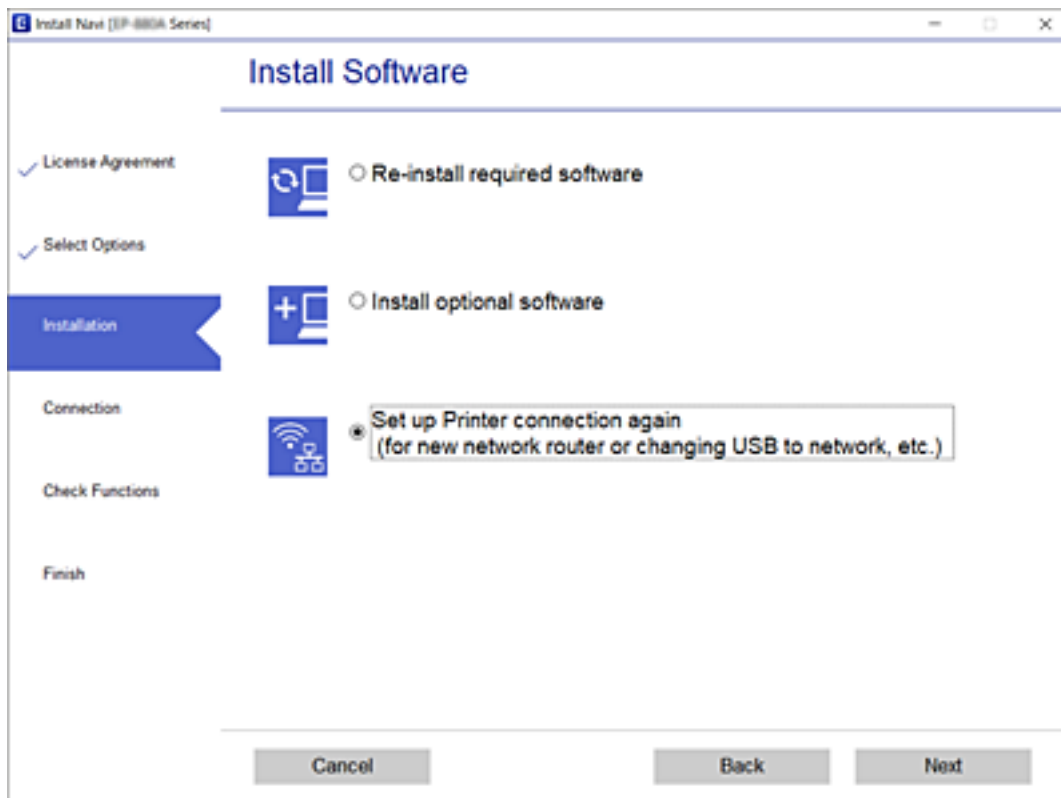 Install Navi [EP-880A Series]
Install Software
License Agreement
Select Options
Installation
Connection
Check Functions
Finish
Re-install required software
Install optional software
Set up Printer connection again
(for new network router or changing USB to network, etc.)
Cancel
Back
Next